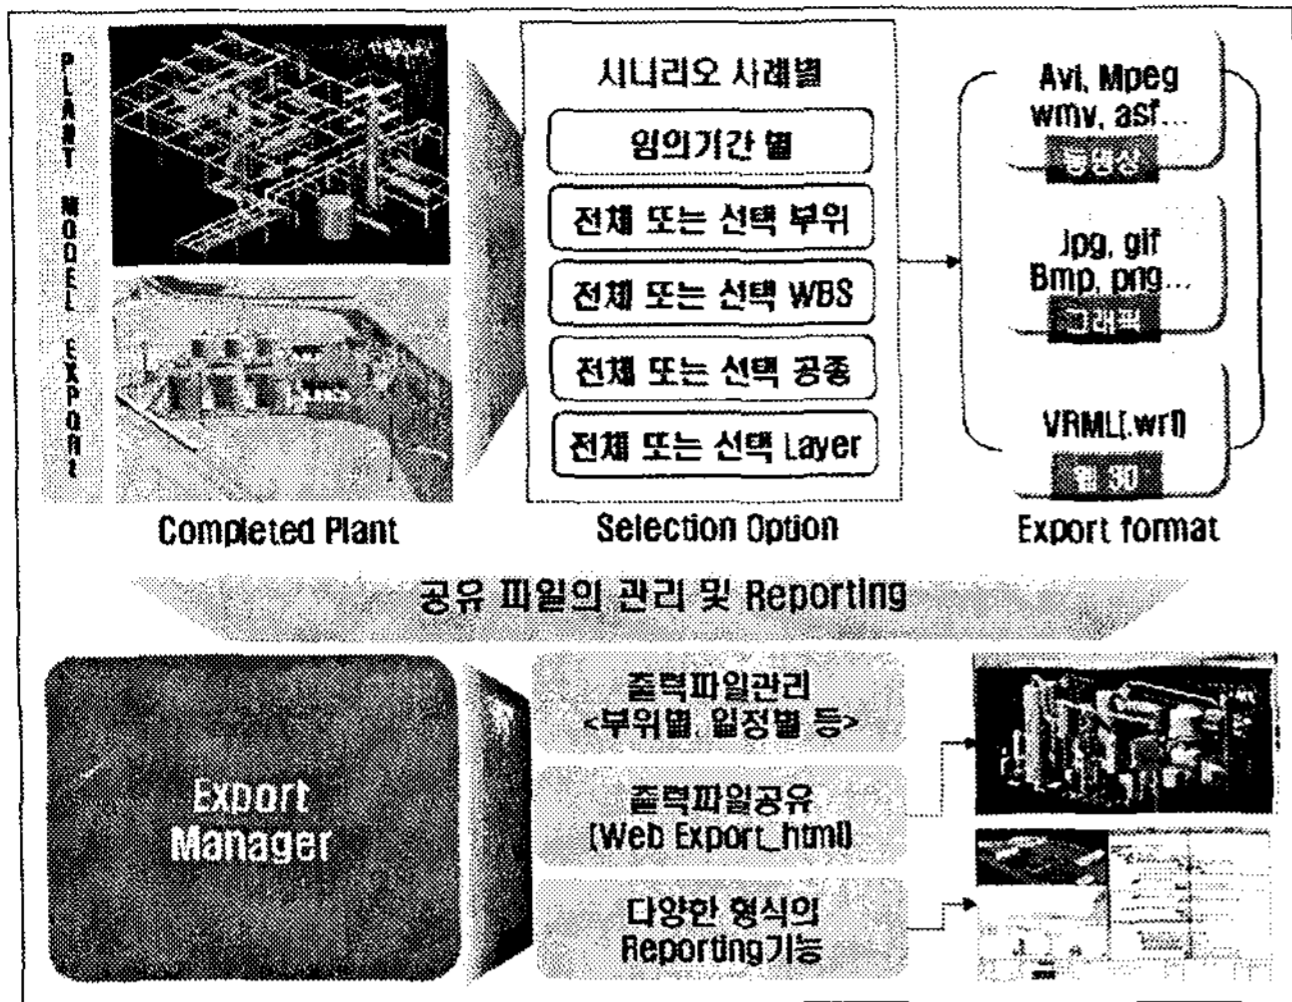 PLANT MODEL EXPORT
시나리오 사례별
임의기간 별
전체 또는 선택 부위
전체 또는 선택 WBS
전체 또는 선택 공종
전체 또는 선택 Layer
Avi, Mpeg
wmv, asf...
동영상
Jpg, gif
Bmp, png...
그래픽
VRML(.wrl)
웹 3D
Completed Plant
Selection Option
Export format
공유 파일의 관리 및 Reporting
Export
Manager
출력파일관리
<부위별, 일정별 등>
출력파일공유
(Web Export_html)
다양한 형식의
Reporting기능